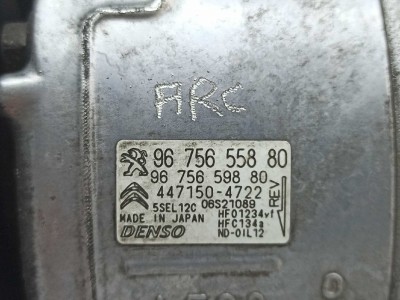 ARC
96 756 558 80
96 756 598 80
447150-4722
5SEL12C 06S21089
MADE IN JAPAN
DENSO
HFO1234yf
HFC134a
ND-OIL12
REV